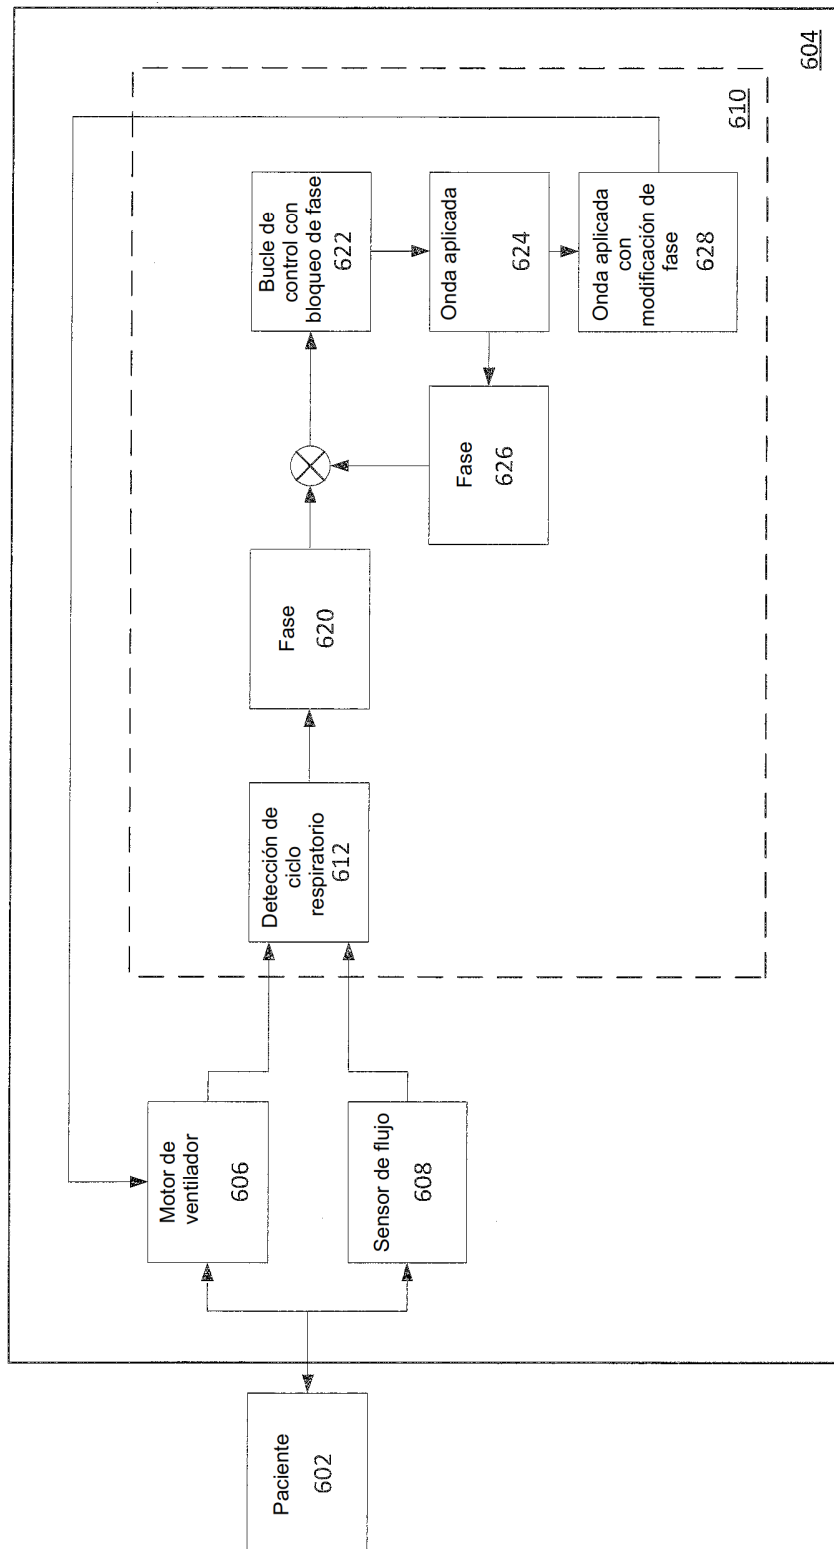 Paciente
602
Motor de
ventilador
606
Sensor de flujo
608
Detección de
ciclo
respiratorio
612
Fase
620
Fase
626
Bucle de
control con
bloqueo de fase
622
Onda aplicada
624
Onda aplicada
con
modificación de
fase
628
610
604